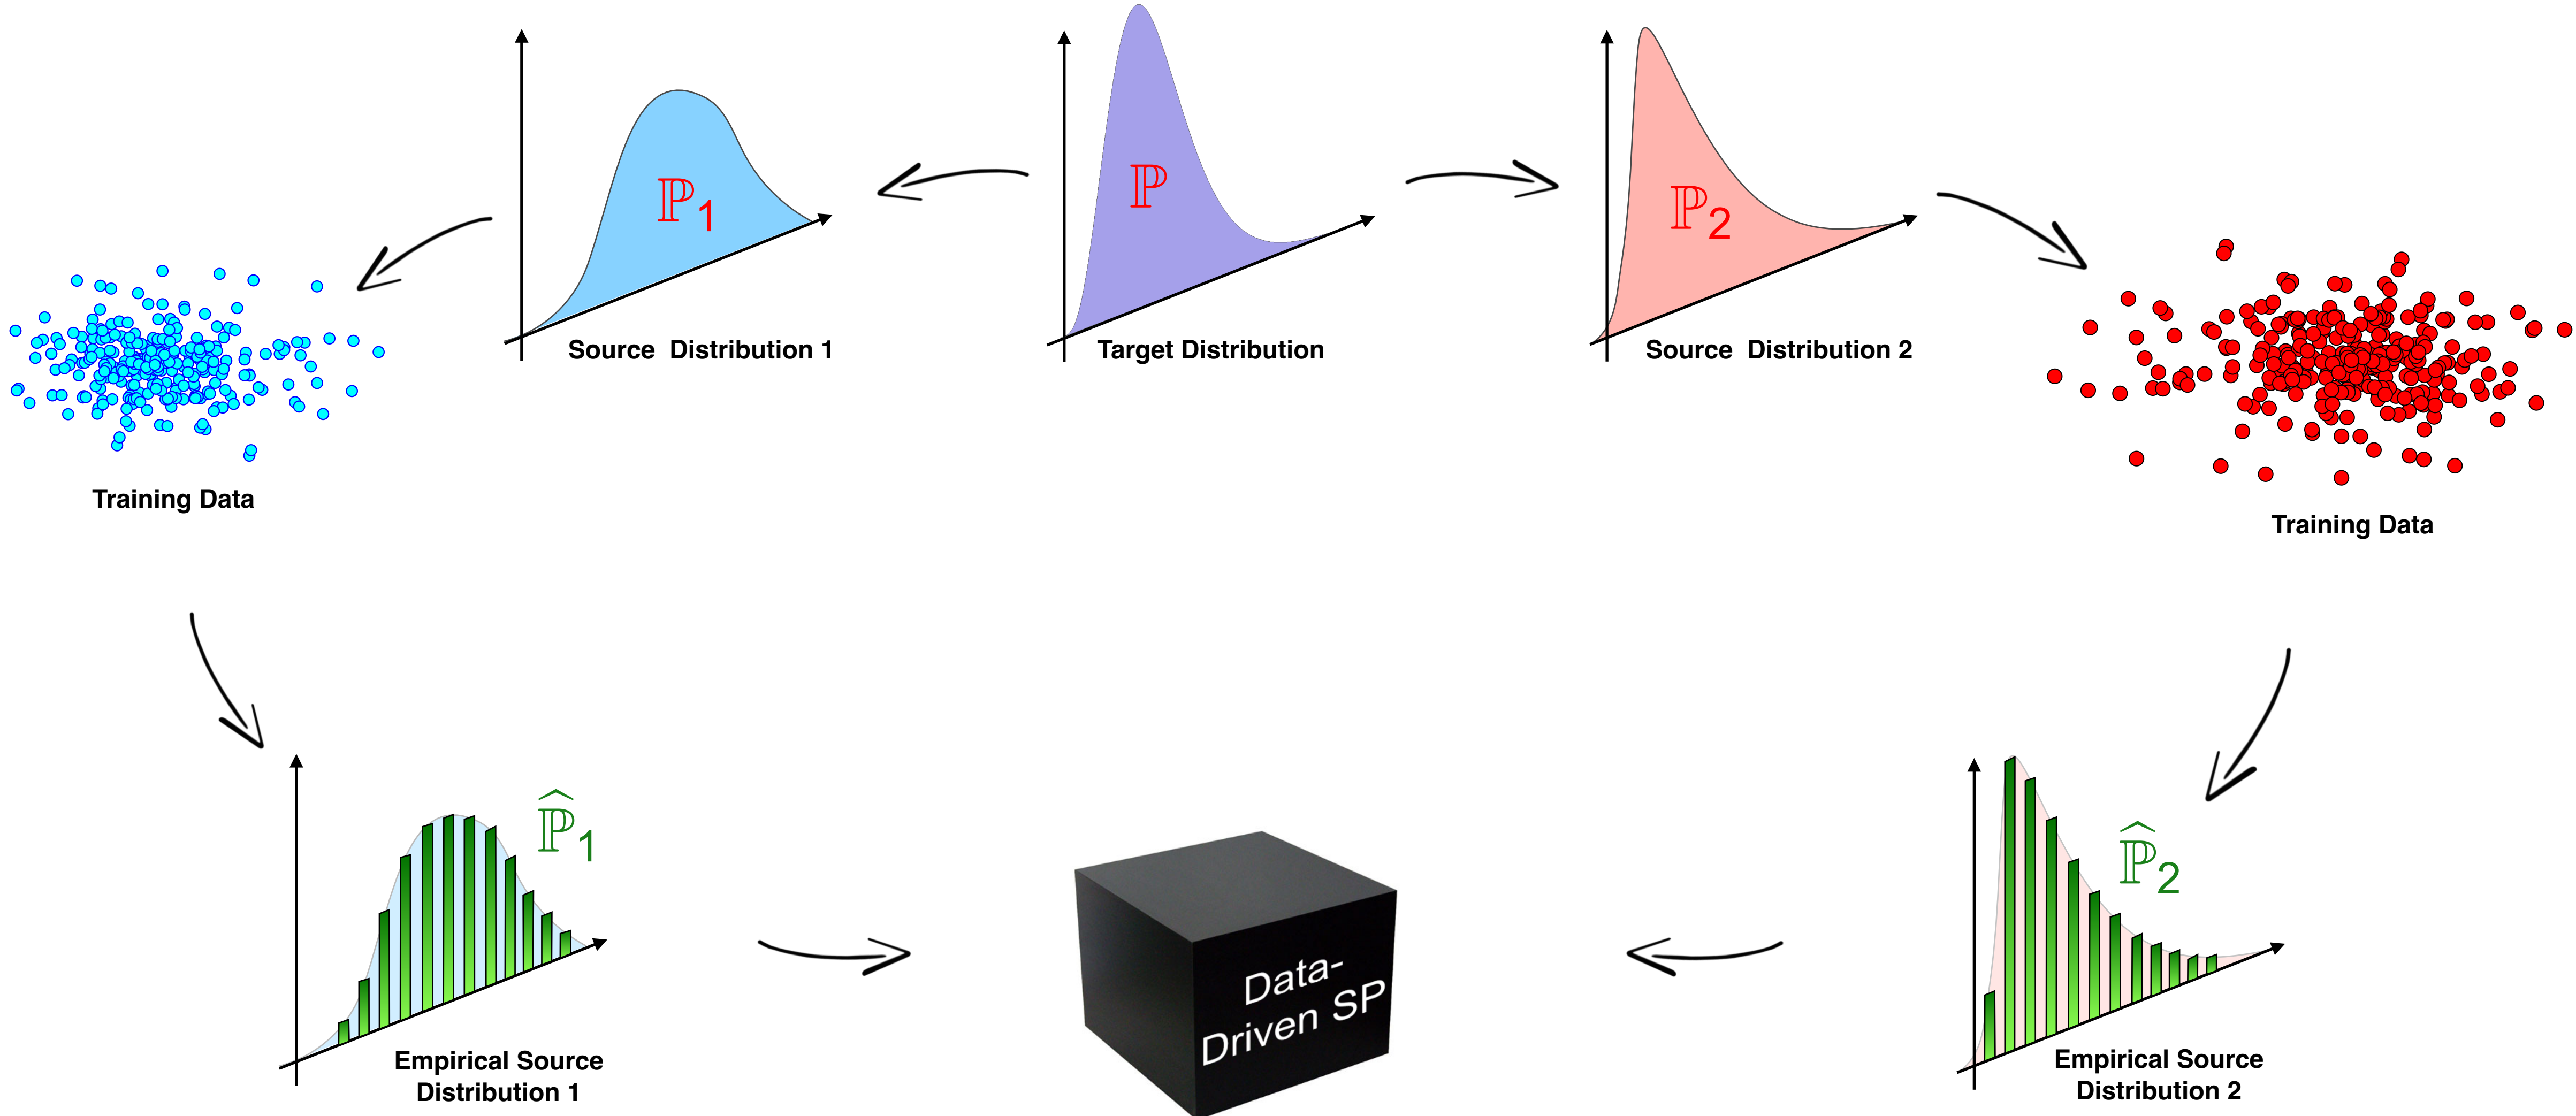 ℙ1
ℙ
ℙ2
Source Distribution 1
Target Distribution
Source Distribution 2
Training Data
Training Data
ℙ̂1
ℙ̂2
Data-
Driven SP
Empirical Source
Distribution 1
Empirical Source
Distribution 2